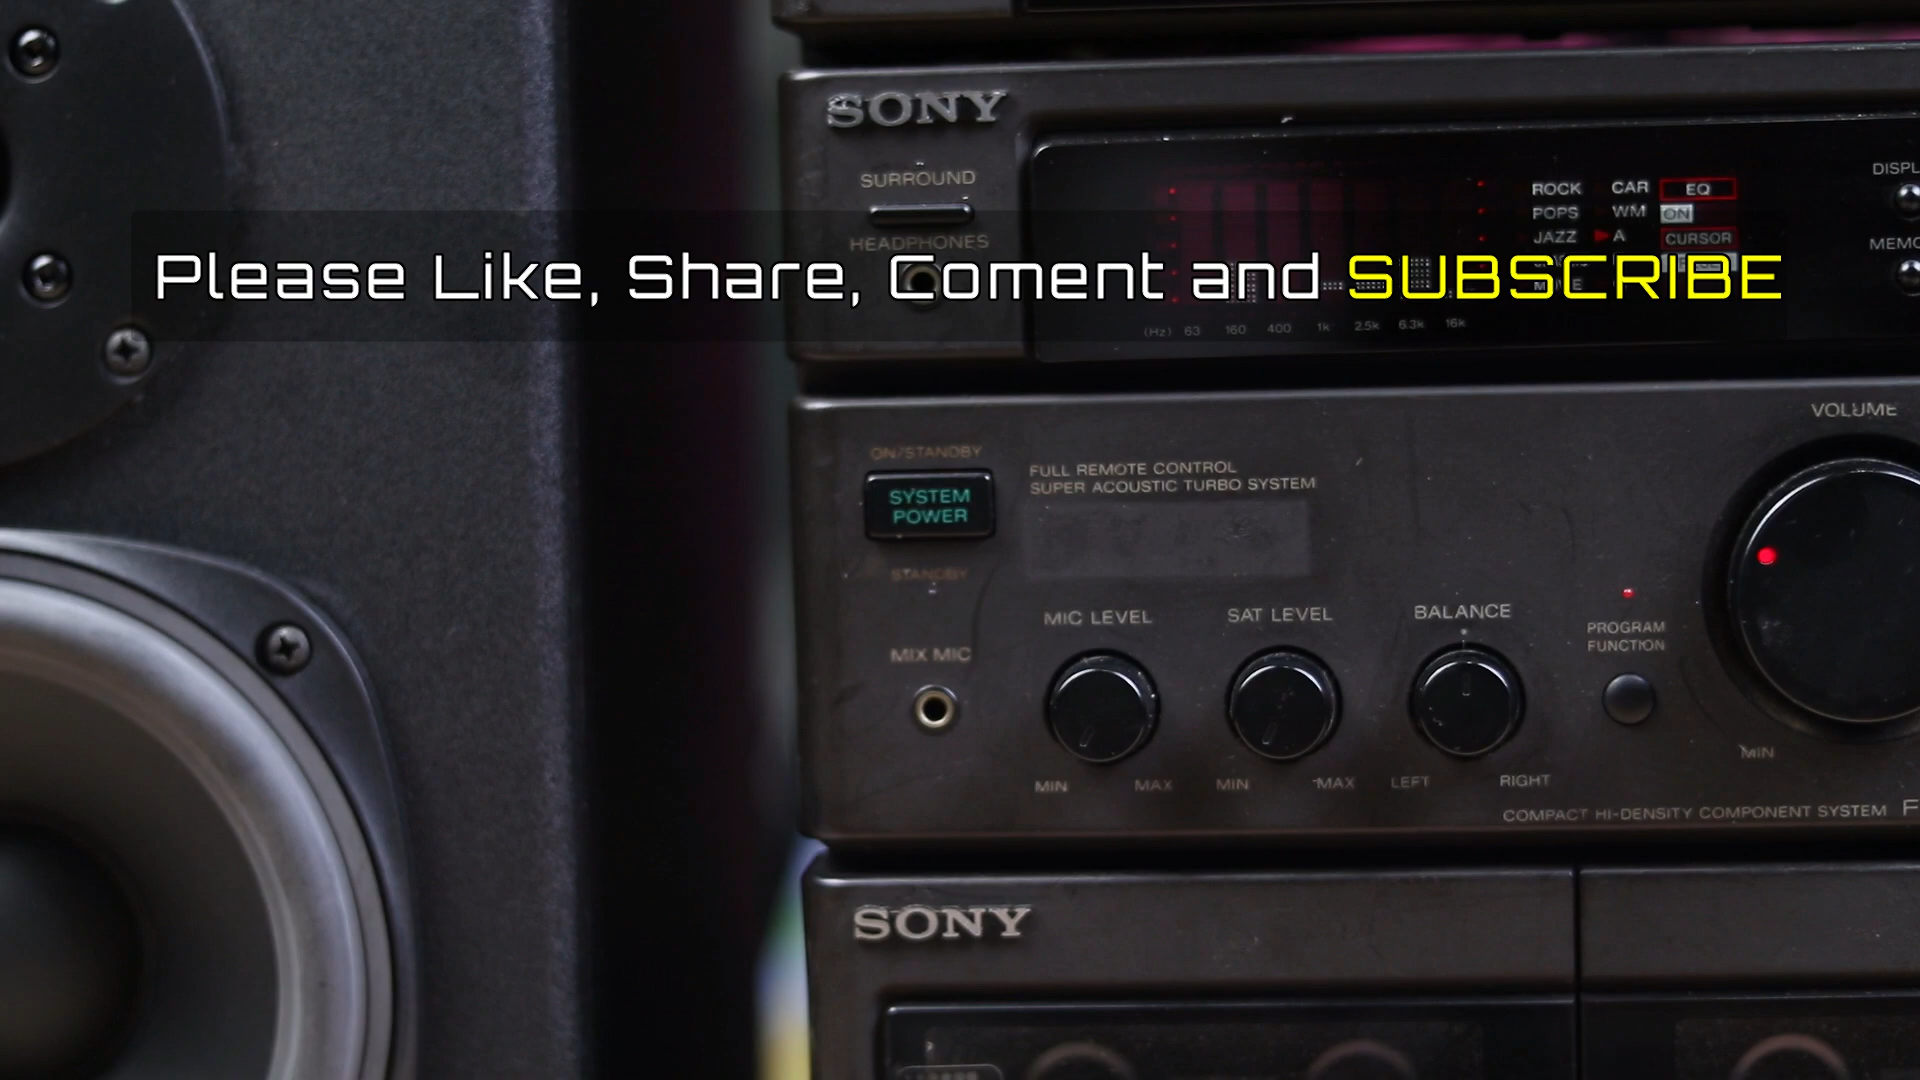 SONY
SURROUND
HEADPHONES
ROCK CAR EQ
POPS WM ON
JAZZ A CURSOR
DISPL
MEMO
Please Like, Share, Coment and SUBSCRIBE
(Hz) 63 160 400 1k 2.5k 6.3k 16k
VOLUME
ON/STANDBY
SYSTEM
POWER
FULL REMOTE CONTROL
SUPER ACOUSTIC TURBO SYSTEM
STANDBY
MIX MIC
MIC LEVEL
SAT LEVEL
BALANCE
PROGRAM
FUNCTION
MIN
MIN MAX
MIN MAX
LEFT RIGHT
COMPACT HI-DENSITY COMPONENT SYSTEM F
SONY